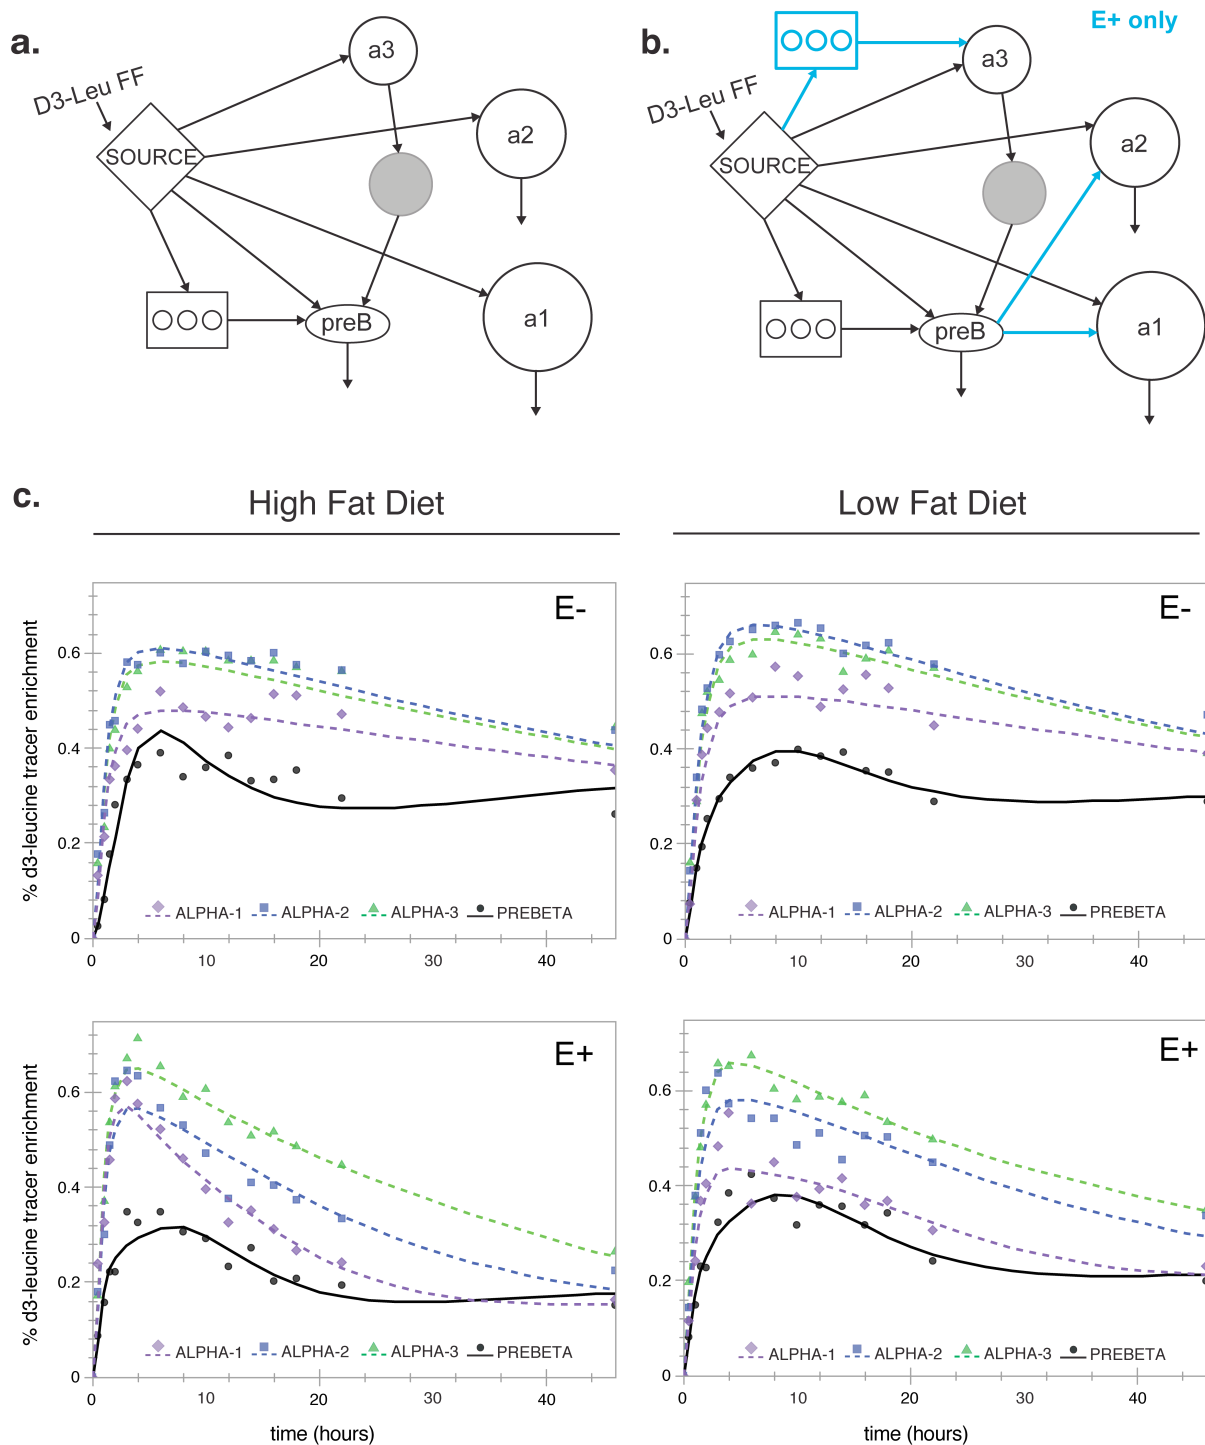 a.
D3-Leu FF
SOURCE
a3
a2
preB
a1
b.
E+ only
D3-Leu FF
SOURCE
a3
a2
preB
a1
c.
High Fat Diet
Low Fat Diet
% d3-leucine tracer enrichment
E-
0.6
0.4
0.2
0
ALPHA-1 ALPHA-2 ALPHA-3 PREBETA
0 10 20 30 40
E-
0.6
0.4
0.2
0
ALPHA-1 ALPHA-2 ALPHA-3 PREBETA
0 10 20 30 40
% d3-leucine tracer enrichment
E+
0.6
0.4
0.2
0
ALPHA-1 ALPHA-2 ALPHA-3 PREBETA
0 10 20 30 40
time (hours)
E+
0.6
0.4
0.2
0
ALPHA-1 ALPHA-2 ALPHA-3 PREBETA
0 10 20 30 40
time (hours)